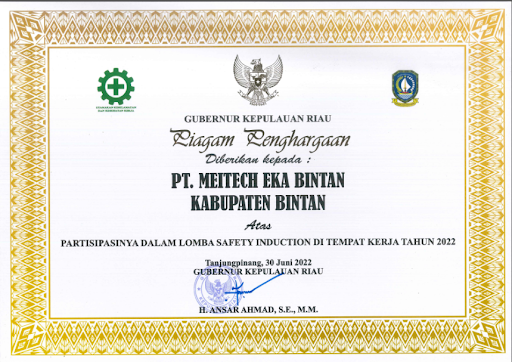 GUBERNUR KEPULAUAN RIAU
Piagam Penghargaan
Diberikan kepada :
PT. MEITECH EKA BINTAN
KABUPATEN BINTAN
Atas
PARTISIPASINYA DALAM LOMBA SAFETY INDUCTION DI TEMPAT KERJA TAHUN 2022
Tanjungpinang, 30 Juni 2022
GUBERNUR KEPULAUAN RIAU
H. ANSAR AHMAD, S.E., M.M.